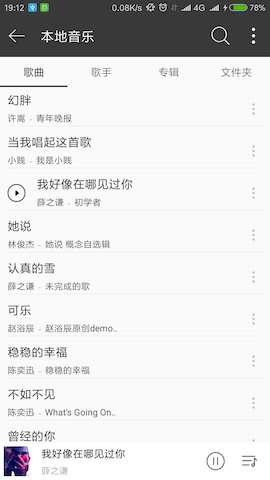 19:12 0.08K/s 4G 78%
本地音乐
歌曲 歌手 专辑 文件夹
幻胖
许嵩 - 青年晚报
当我唱起这首歌
小贱 - 我是小贱
我好像在哪见过你
薛之谦 - 初学者
她说
林俊杰 - 她说 概念自选辑
认真的雪
薛之谦 - 未完成的歌
可乐
赵浴辰 - 赵浴辰原创demo..
稳稳的幸福
陈奕迅 - 稳稳的幸福
不如不见
陈奕迅 - What's Going On..
曾经的你
我好像在哪见过你
薛之谦